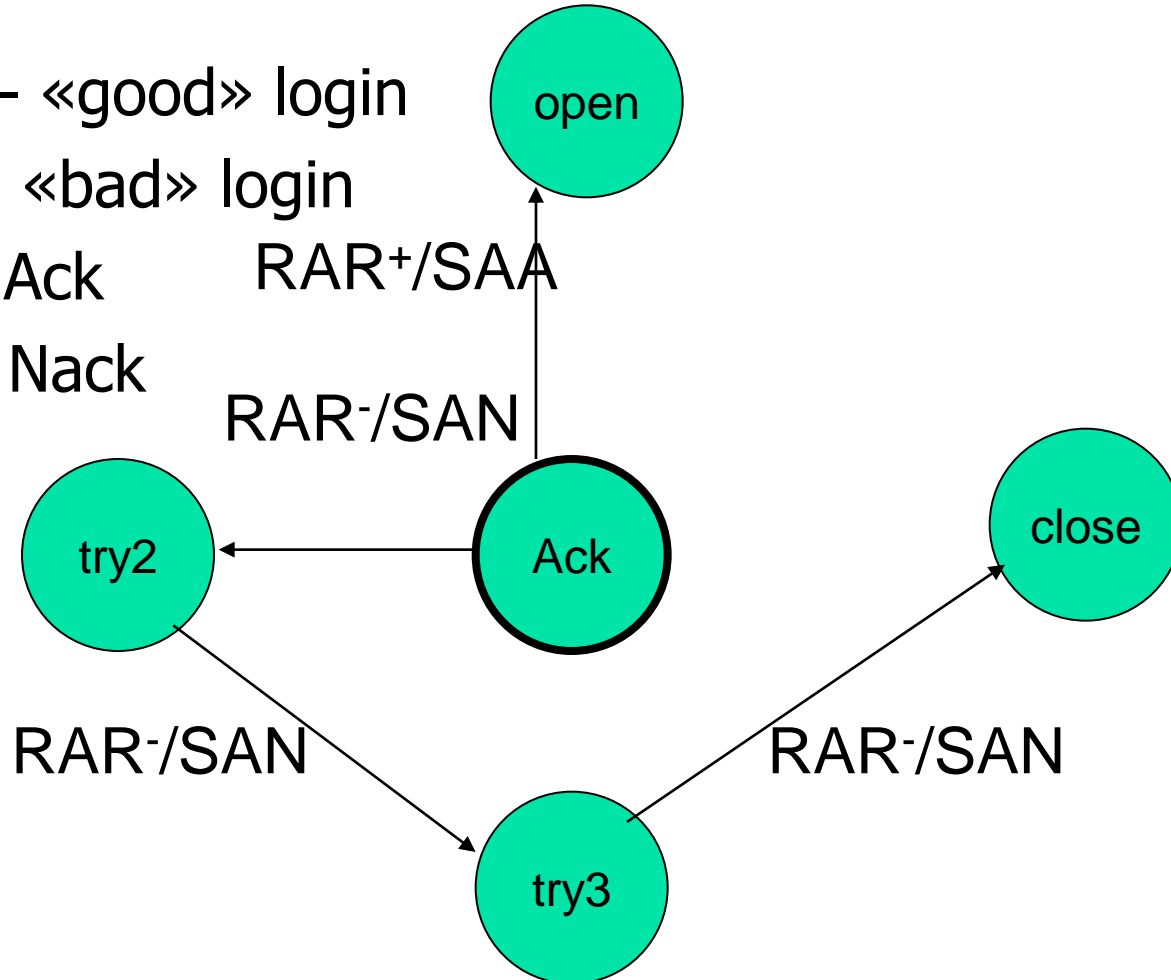 - «good» login
open
«bad» login
RAR⁺/SAA
Ack
Nack
RAR⁻/SAN
try2
Ack
close
RAR⁻/SAN
RAR⁻/SAN
try3